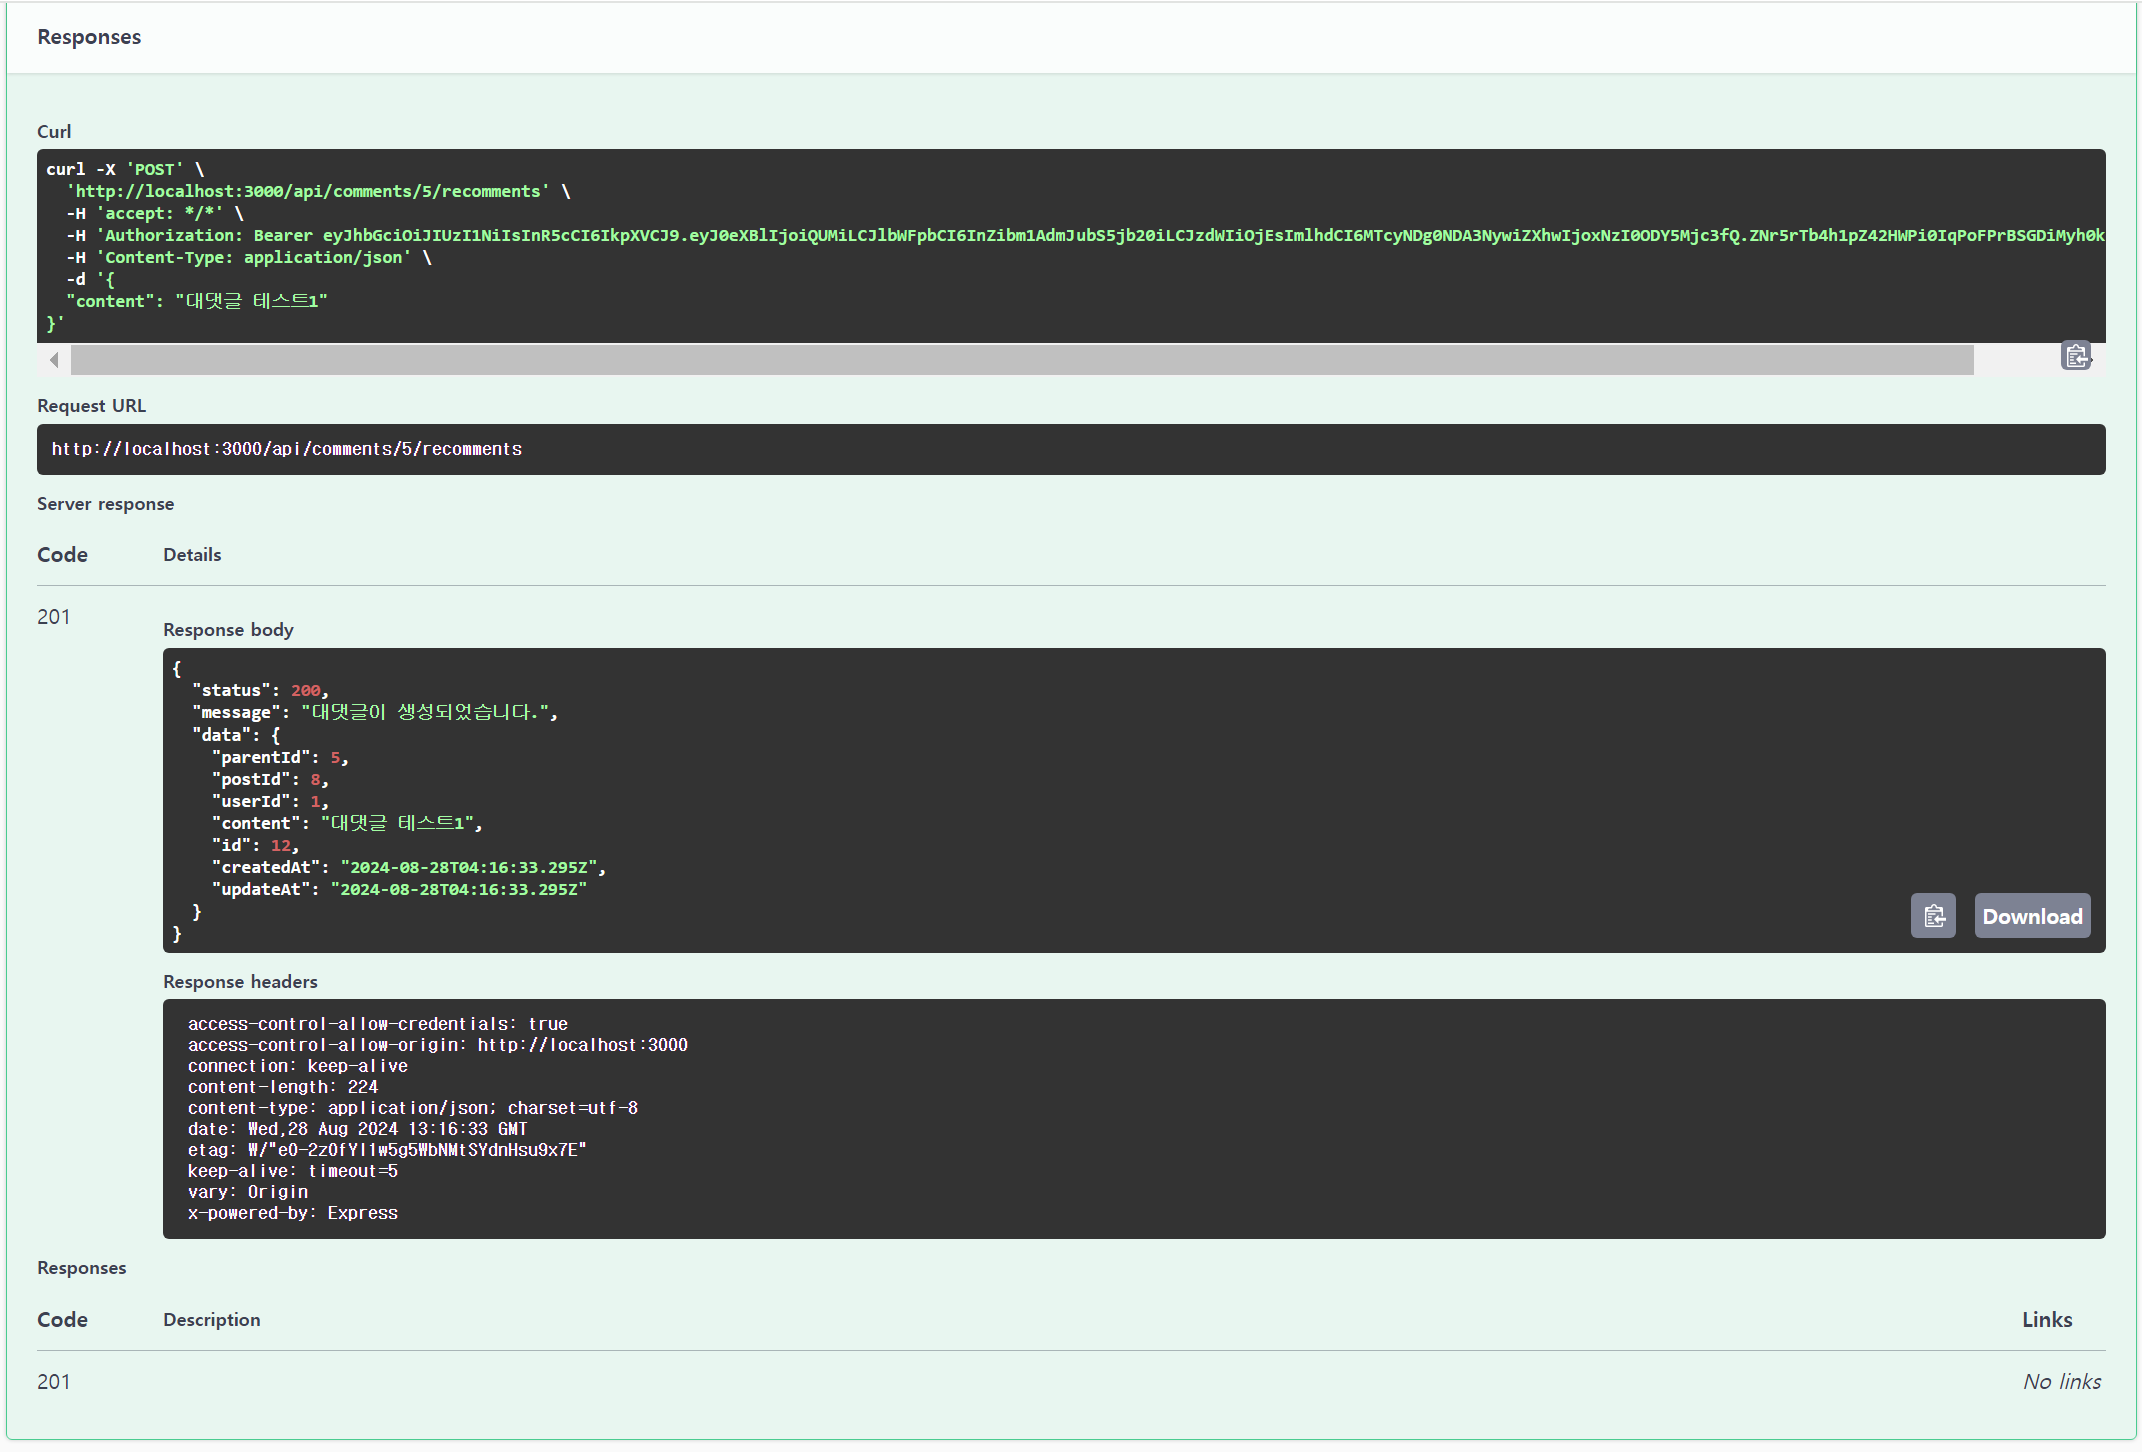 Responses
Curl
curl -X 'POST' \
  'http://localhost:3000/api/comments/5/recomments' \
  -H 'accept: */*' \
  -H 'Authorization: Bearer eyJhbGciOiJIUzI1NiIsInR5cCI6IkpXVCJ9.eyJ0eXBlIjoiQUMiLCJlbWFpbCI6InZibm1AdmJubS5jb20iLCJzdWIiOjEsImlhdCI6MTcyNDg0NDA3NywiZXhwIjoxNzI0ODY5Mjc3fQ.ZNr5rTb4h1pZ42HWPi0IqPoFPrBSGDiMyh0k
  -H 'Content-Type: application/json' \
  -d '{
  "content": "대댓글 테스트1"
}'
Request URL
http://localhost:3000/api/comments/5/recomments
Server response
Code Details
201
Response body
{
  "status": 200,
  "message": "대댓글이 생성되었습니다.",
  "data": {
    "parentId": 5,
    "postId": 8,
    "userId": 1,
    "content": "대댓글 테스트1",
    "id": 12,
    "createdAt": "2024-08-28T04:16:33.295Z",
    "updateAt": "2024-08-28T04:16:33.295Z"
  }
}
Download
Response headers
access-control-allow-credentials: true
access-control-allow-origin: http://localhost:3000
connection: keep-alive
content-length: 224
content-type: application/json; charset=utf-8
date: Wed,28 Aug 2024 13:16:33 GMT
etag: W/"e0-2z0fYl1w5g5WbNMtSYdnHsu9x7E"
keep-alive: timeout=5
vary: Origin
x-powered-by: Express
Responses
Code Description Links
201 No links